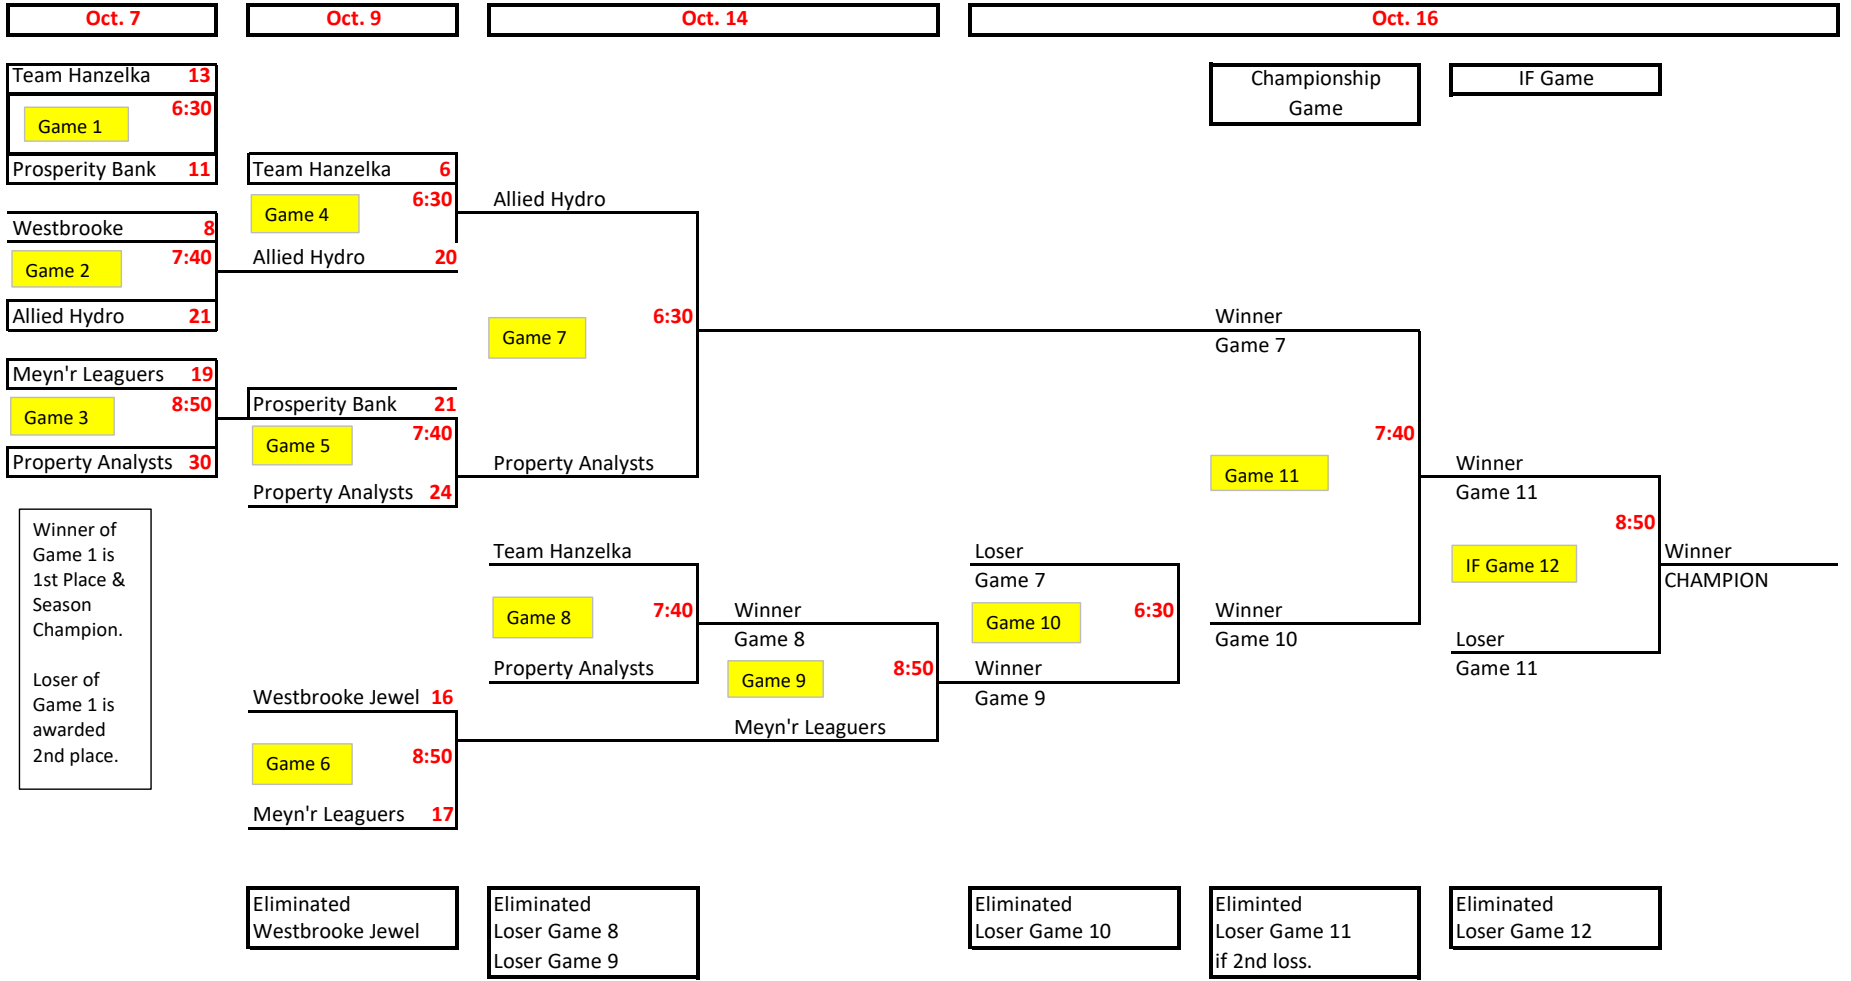 Oct. 7
Oct. 9
Oct. 14
Oct. 16
Championship
Game
IF Game
Team Hanzelka 13
6:30
Game 1
Prosperity Bank 11
Westbrooke 8
7:40
Game 2
Allied Hydro 21
Meyn'r Leaguers 19
8:50
Game 3
Property Analysts 30
Winner of
Game 1 is
1st Place &
Season
Champion.
Loser of
Game 1 is
awarded
2nd place.
Team Hanzelka 6
6:30
Game 4
Allied Hydro 20
Prosperity Bank 21
7:40
Game 5
Property Analysts 24
Westbrooke Jewel 16
8:50
Game 6
Meyn'r Leaguers 17
Allied Hydro
6:30
Game 7
Property Analysts
Team Hanzelka
7:40
Game 8
Property Analysts
Winner
Game 8
8:50
Game 9
Meyn'r Leaguers
Loser
Game 7
6:30
Game 10
Winner
Game 9
Winner
Game 7
7:40
Game 11
Winner
Game 10
Winner
Game 11
8:50
IF Game 12
Loser
Game 11
Winner
CHAMPION
Eliminated
Westbrooke Jewel
Eliminated
Loser Game 8
Loser Game 9
Eliminated
Loser Game 10
Eliminted
Loser Game 11
if 2nd loss.
Eliminated
Loser Game 12